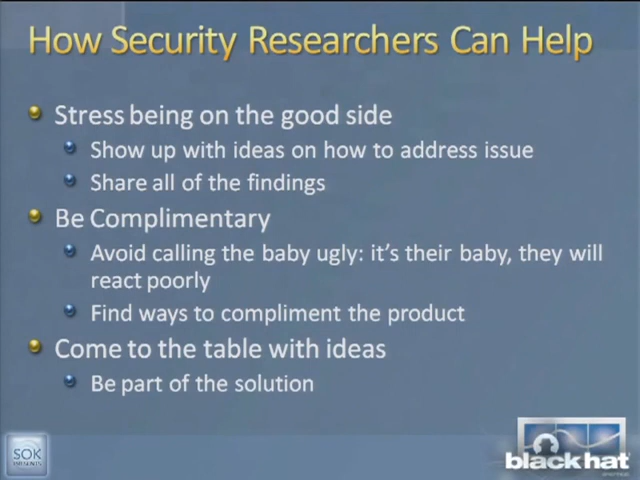 How Security Researchers Can Help
Stress being on the good side
Show up with ideas on how to address issue
Share all of the findings
Be Complimentary
Avoid calling the baby ugly: it's their baby, they will
react poorly
Find ways to compliment the product
Come to the table with ideas
Be part of the solution
SOK
black hat